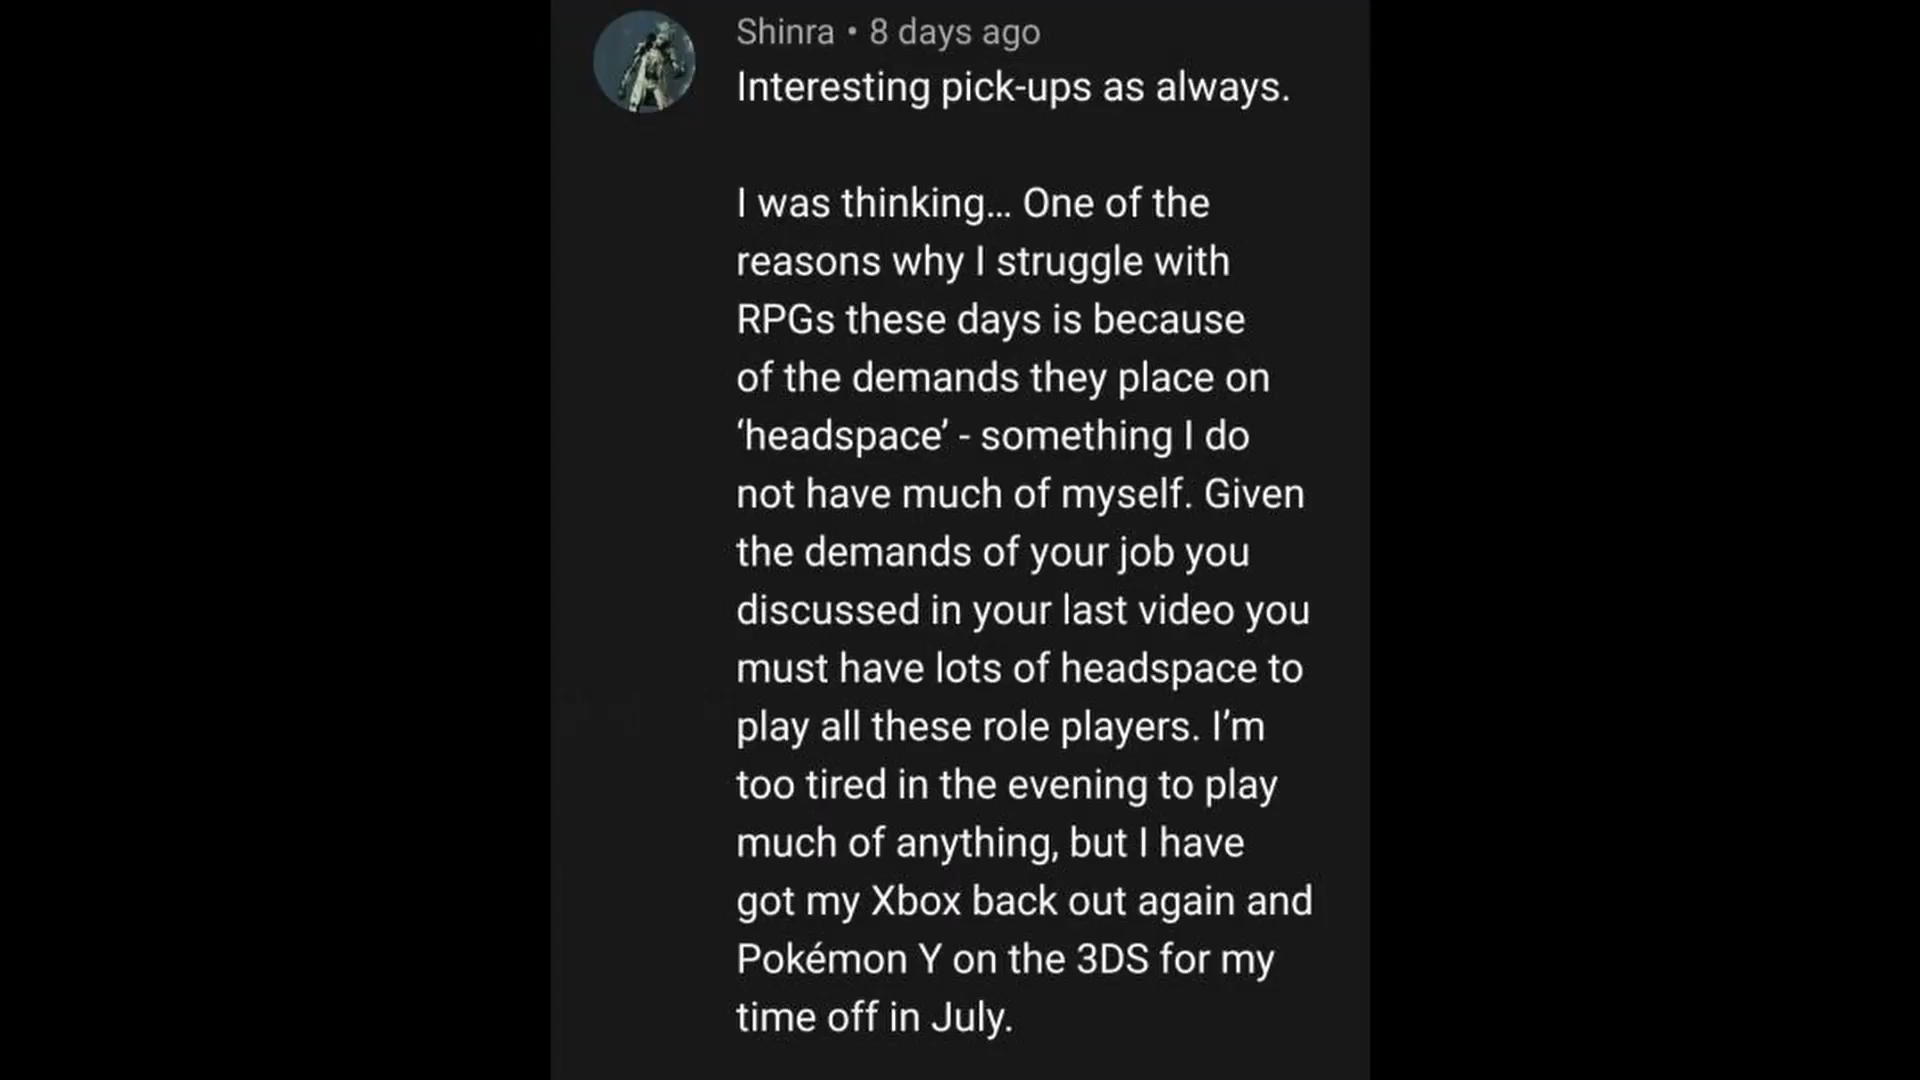 Shinra • 8 days ago
Interesting pick-ups as always.
I was thinking... One of the
reasons why I struggle with
RPGs these days is because
of the demands they place on
‘headspace’ - something I do
not have much of myself. Given
the demands of your job you
discussed in your last video you
must have lots of headspace to
play all these role players. I’m
too tired in the evening to play
much of anything, but I have
got my Xbox back out again and
Pokémon Y on the 3DS for my
time off in July.